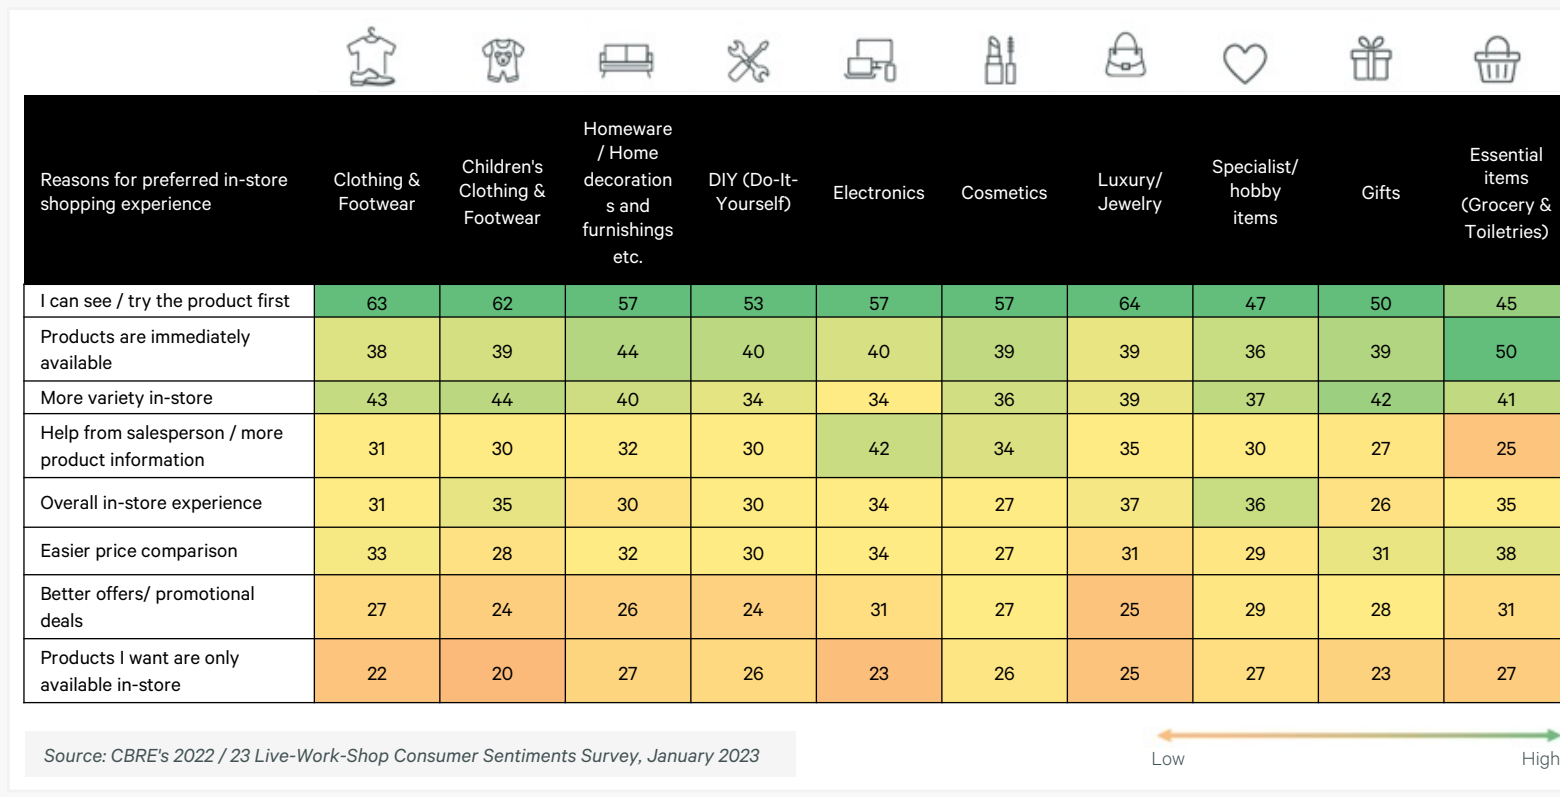 Reasons for preferred in-store
shopping experience
Clothing &
Footwear
Children's
Clothing &
Footwear
Homeware
/ Home
decoration
s and
furnishings
etc.
DIY (Do-It-
Yourself)
Electronics
Cosmetics
Luxury/
Jewelry
Specialist/
hobby
items
Gifts
Essential
items
(Grocery &
Toiletries)
I can see / try the product first 63 62 57 53 57 57 64 47 50 45
Products are immediately
available
38 39 44 40 40 39 39 36 39 50
More variety in-store 43 44 40 34 34 36 39 37 42 41
Help from salesperson / more
product information
31 30 32 30 42 34 35 30 27 25
Overall in-store experience 31 35 30 30 34 27 37 36 26 35
Easier price comparison 33 28 32 30 34 27 31 29 31 38
Better offers/ promotional
deals
27 24 26 24 31 27 25 29 28 31
Products I want are only
available in-store
22 20 27 26 23 26 25 27 23 27
Source: CBRE's 2022 / 23 Live-Work-Shop Consumer Sentiments Survey, January 2023
Low High